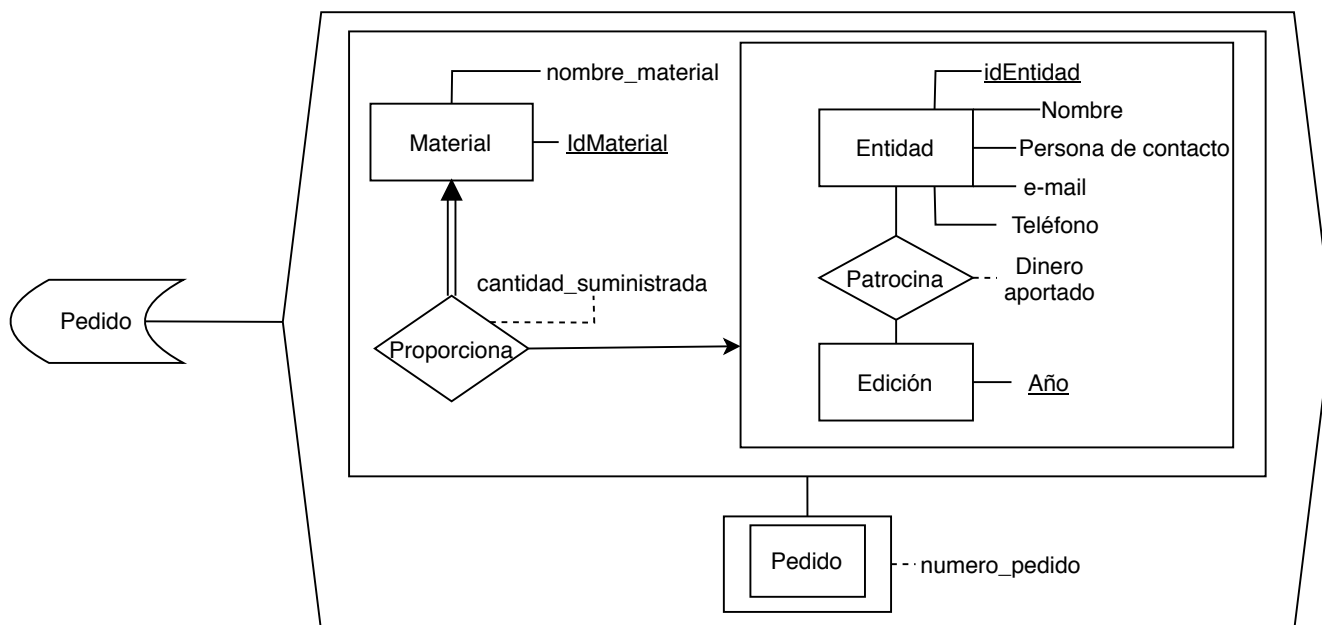 nombre_material
Material
IdMaterial
idEntidad
Nombre
Entidad
Persona de contacto
e-mail
Teléfono
cantidad_suministrada
Patrocina
Dinero
aportado
Pedido
Proporciona
Edición
Año
Pedido
numero_pedido